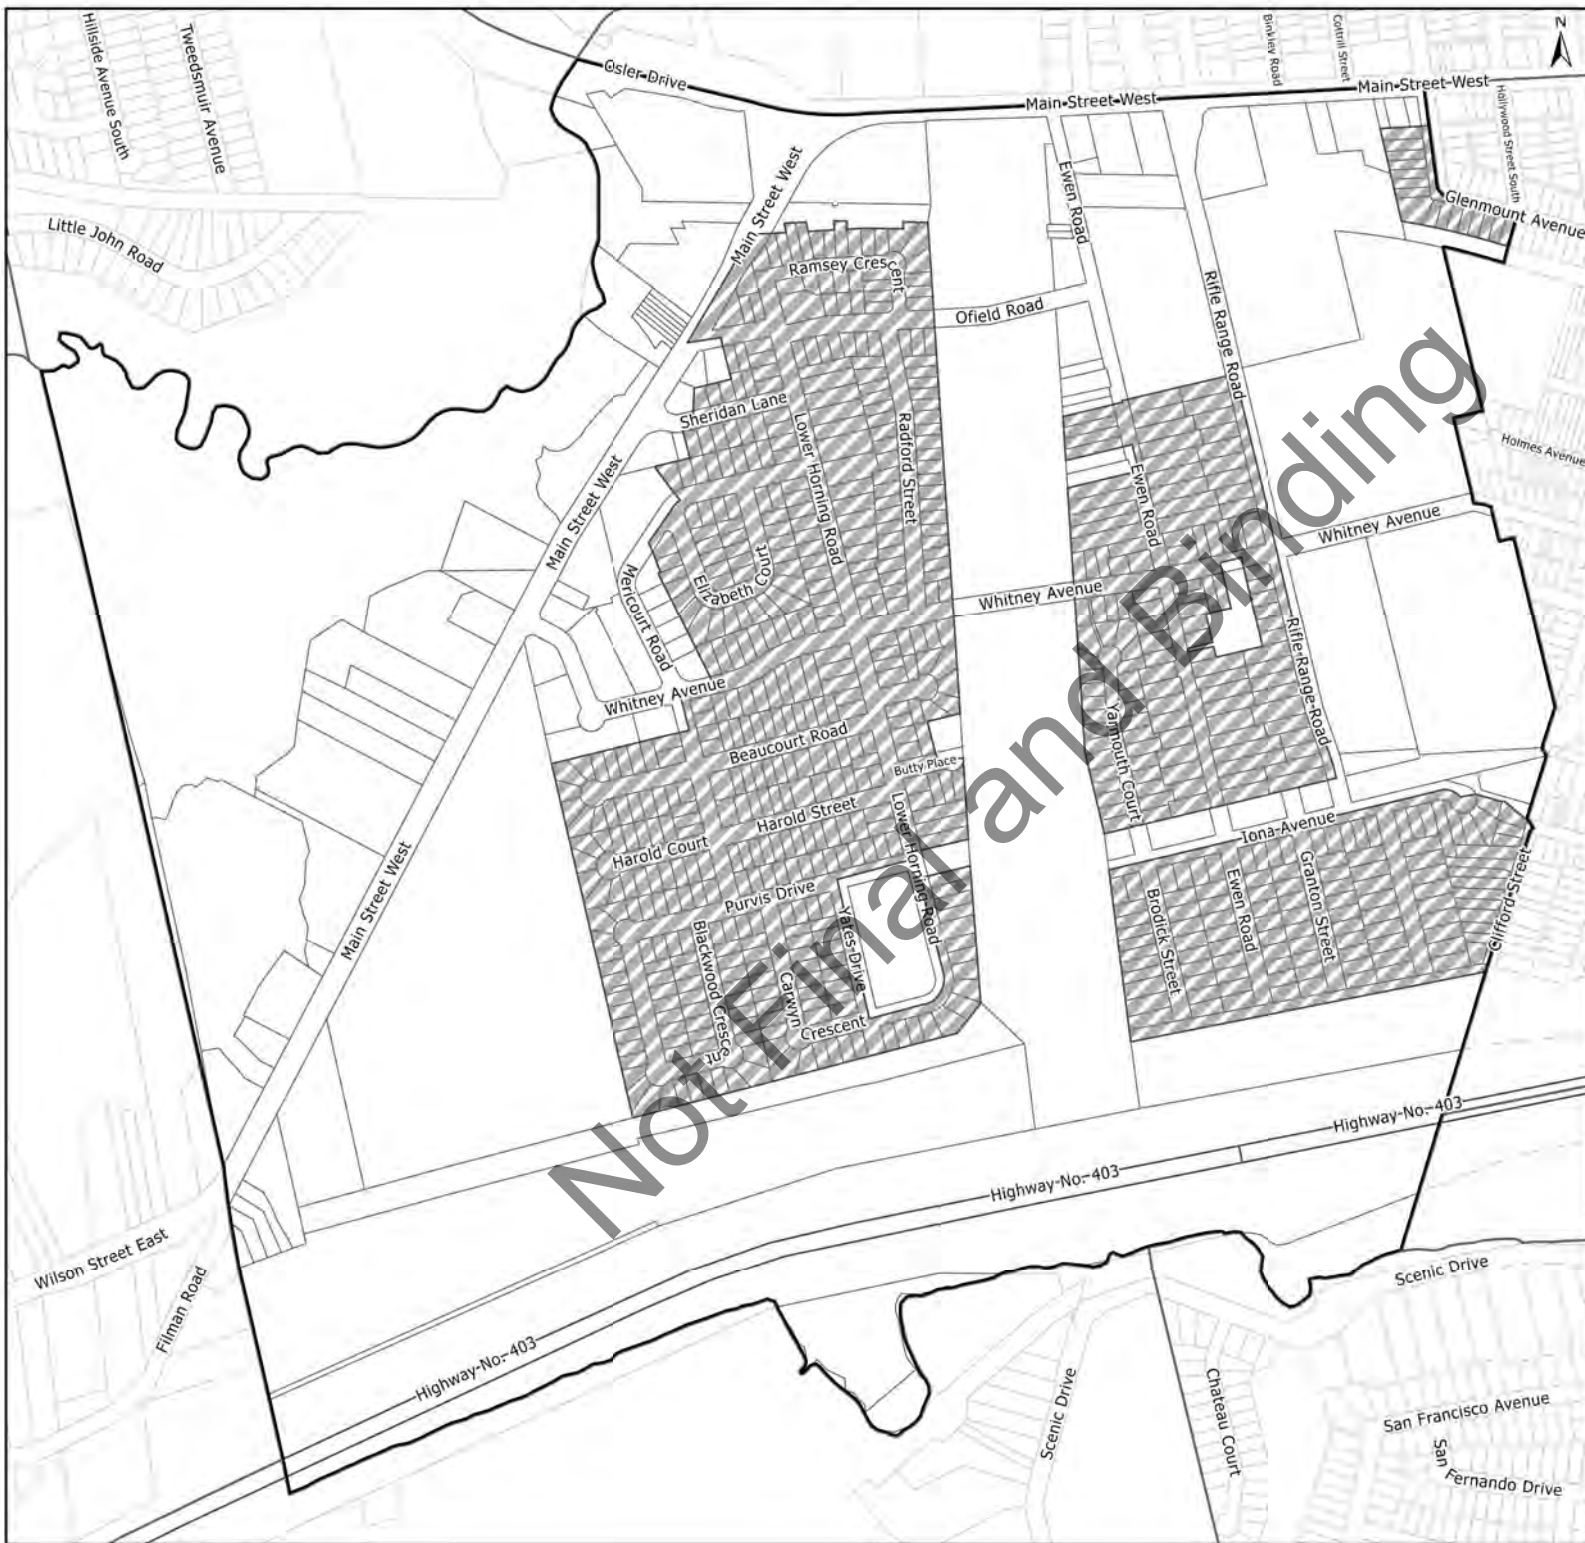 Hillside Avenue South
Tweedsmuir Avenue
Osler Drive
Binkley Road
Cottrill Street
N
Main Street West
Main Street West
Hollywood Street South
Little John Road
Main Street West
Ewen Road
Glenmount Avenue
Ramsey Crescent
Ofield Road
Rifle Range Road
Sheridan Lane
Lower Horning Road
Radford Street
Holmes Avenue
Main Street West
Ewen Road
Whitney Avenue
Elizabeth Court
Mericourt Road
Whitney Avenue
Rifle Range Road
Whitney Avenue
Beaucourt Road
Yarmouth Court
Butty Place
Harold Street
Lower Horning Road
Harold Court
Iona Avenue
Main Street West
Purvis Drive
Yates Drive
Blackwood Crescent
Carwyn
Crescent
Brodick Street
Ewen Road
Granton Street
Clifford Street
Not Final and Binding
Highway No. 403
Highway No. 403
Wilson Street East
Filman Road
Scenic Drive
Highway No. 403
Scenic Drive
Chateau Court
San Francisco Avenue
San
Fernando Drive